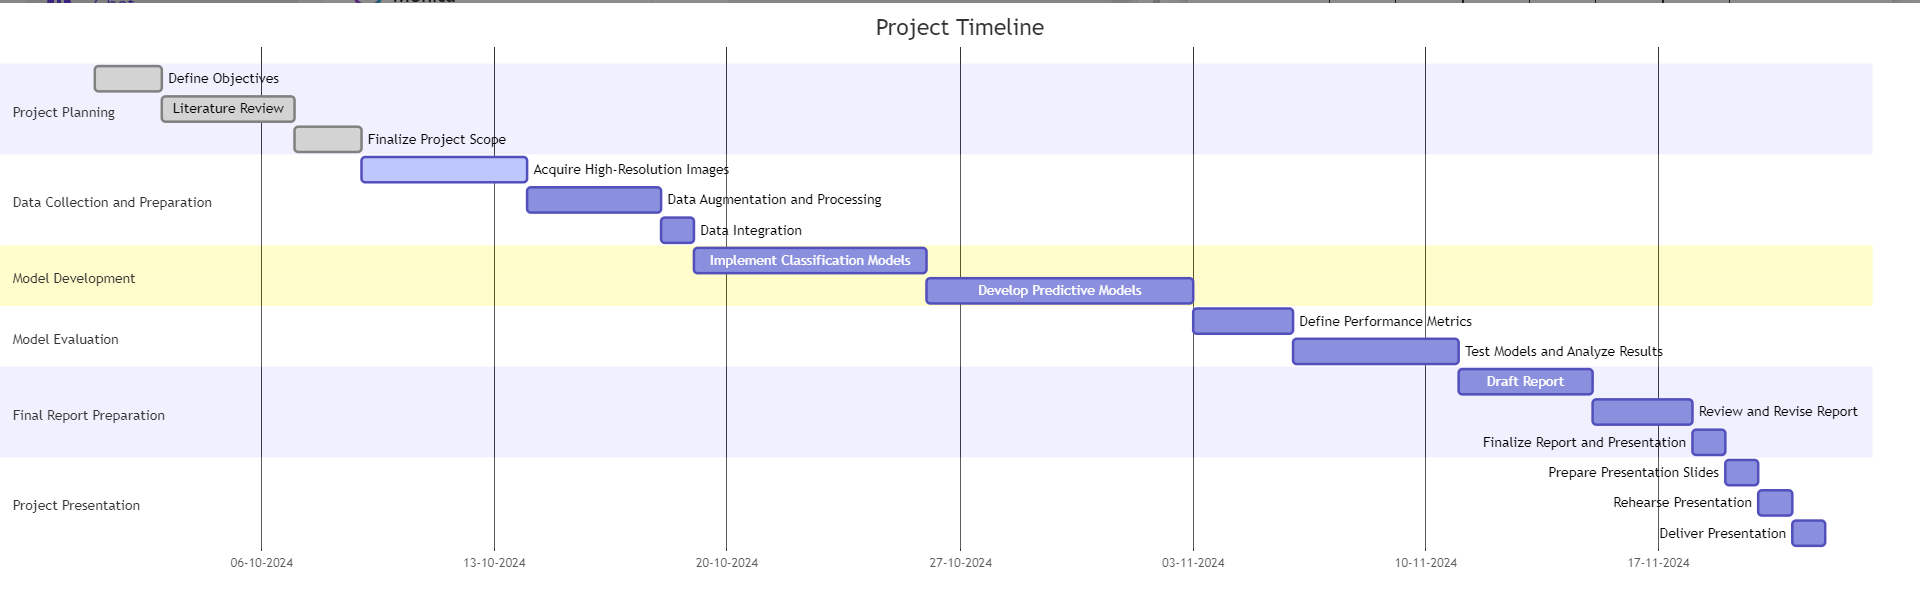 Project Timeline
Define Objectives
Literature Review
Project Planning
Finalize Project Scope
Acquire High-Resolution Images
Data Collection and Preparation
Data Augmentation and Processing
Data Integration
Implement Classification Models
Model Development
Develop Predictive Models
Define Performance Metrics
Model Evaluation
Test Models and Analyze Results
Draft Report
Final Report Preparation
Review and Revise Report
Finalize Report and Presentation
Prepare Presentation Slides
Project Presentation
Rehearse Presentation
Deliver Presentation
06-10-2024 13-10-2024 20-10-2024 27-10-2024 03-11-2024 10-11-2024 17-11-2024